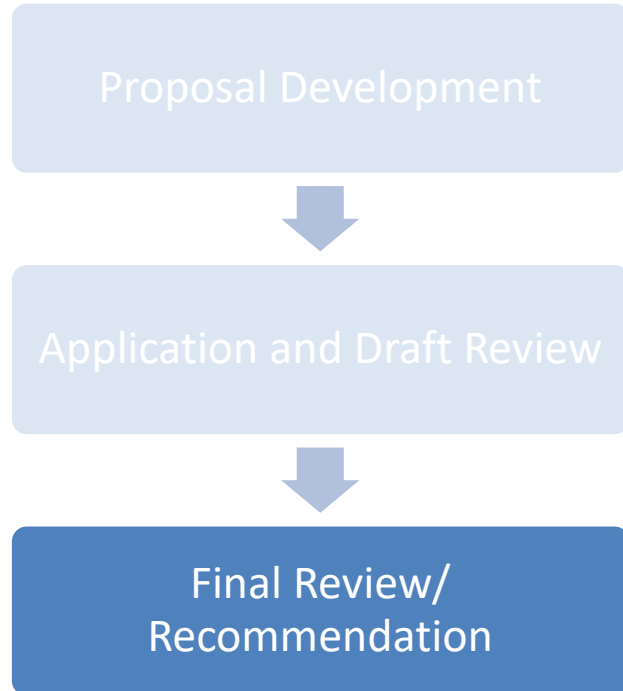 Proposal Development
Application and Draft Review
Final Review/
Recommendation